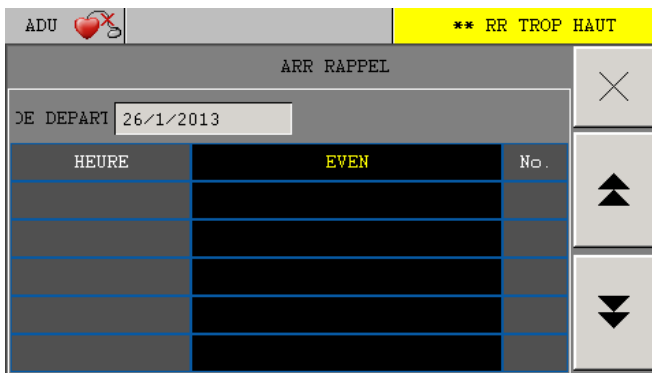 ADU ** RR TROP HAUT
ARR RAPPEL
DE DEPART 26/1/2013
HEURE EVEN No.